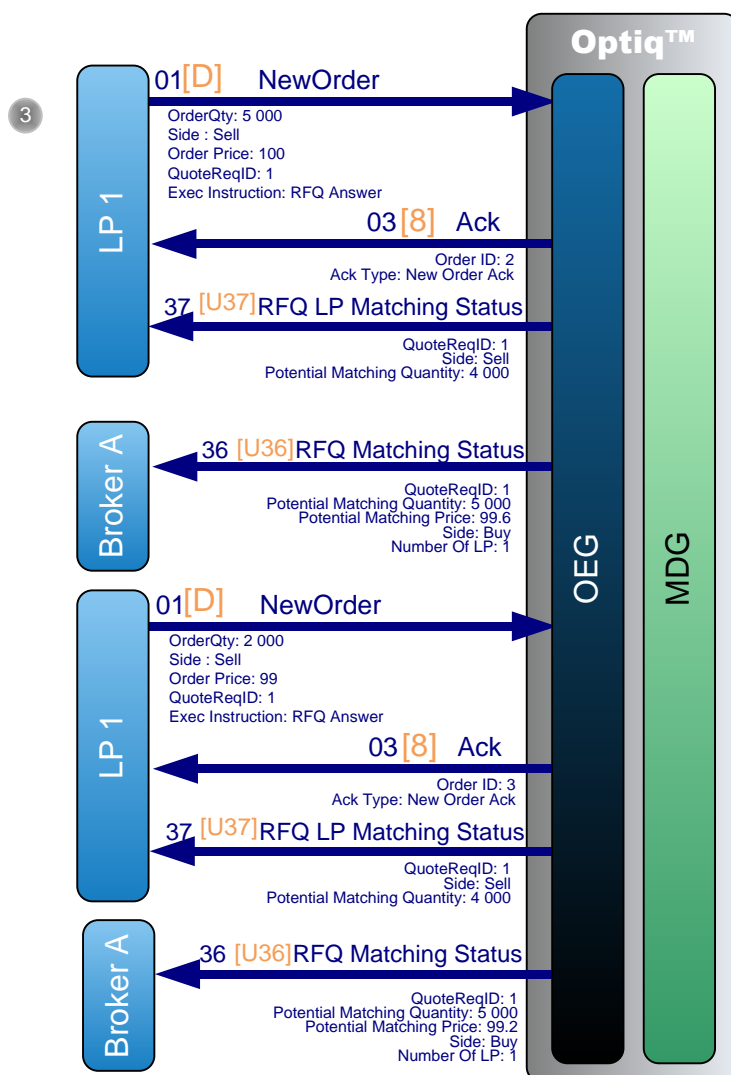 Optiq™
3
01[D] NewOrder
OrderQty: 5 000
Side : Sell
Order Price: 100
QuoteReqID: 1
Exec Instruction: RFQ Answer
LP 1
03[8] Ack
Order ID: 2
Ack Type: New Order Ack
37 [U37]RFQ LP Matching Status
QuoteReqID: 1
Side: Sell
Potential Matching Quantity: 4 000
Broker A
36 [U36]RFQ Matching Status
QuoteReqID: 1
Potential Matching Quantity: 5 000
Potential Matching Price: 99.6
Side: Buy
Number Of LP: 1
OEG
MDG
01[D] NewOrder
OrderQty: 2 000
Side : Sell
Order Price: 99
QuoteReqID: 1
Exec Instruction: RFQ Answer
LP 1
03[8] Ack
Order ID: 3
Ack Type: New Order Ack
37 [U37]RFQ LP Matching Status
QuoteReqID: 1
Side: Sell
Potential Matching Quantity: 4 000
Broker A
36 [U36]RFQ Matching Status
QuoteReqID: 1
Potential Matching Quantity: 5 000
Potential Matching Price: 99.2
Side: Buy
Number Of LP: 1